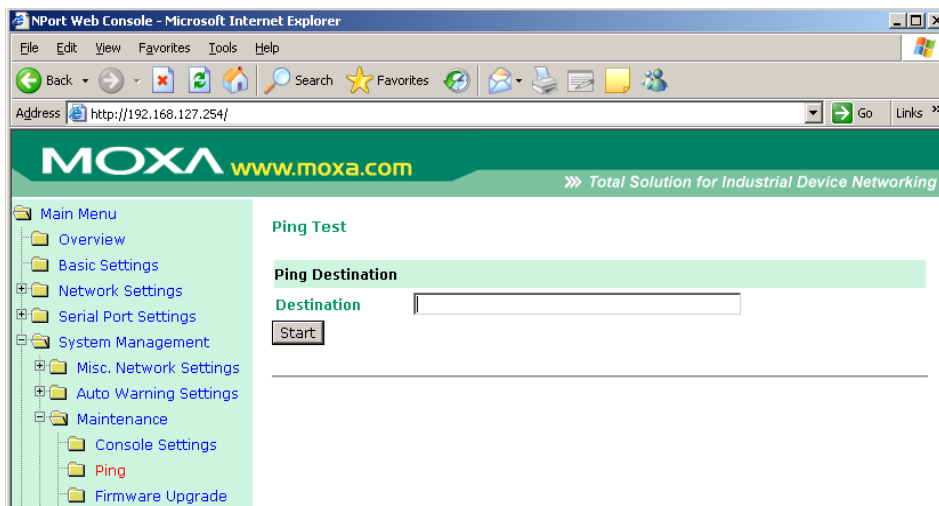 NPort Web Console - Microsoft Internet Explorer
File Edit View Favorites Tools Help
Back Search Favorites
Address http://192.168.127.254/ Go Links »
MOXA www.moxa.com
Total Solution for Industrial Device Networking
Main Menu
Overview
Basic Settings
Network Settings
Serial Port Settings
System Management
Misc. Network Settings
Auto Warning Settings
Maintenance
Console Settings
Ping
Firmware Upgrade
Ping Test
Ping Destination
Destination
Start